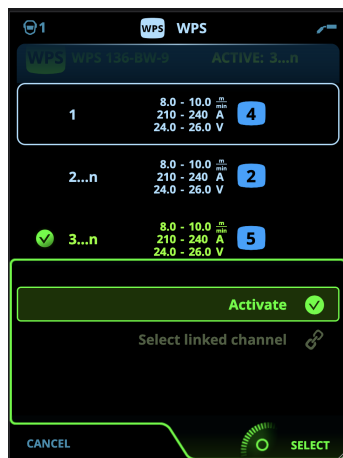 1 WPS WPS
WPS WPS 136-BW-9 ACTIVE: 3...n
1 8.0 - 10.0 m/min 4
210 - 240 A
24.0 - 26.0 V
2...n 8.0 - 10.0 m/min 2
210 - 240 A
24.0 - 26.0 V
3...n 8.0 - 10.0 m/min 5
210 - 240 A
24.0 - 26.0 V
Activate
Select linked channel
CANCEL SELECT